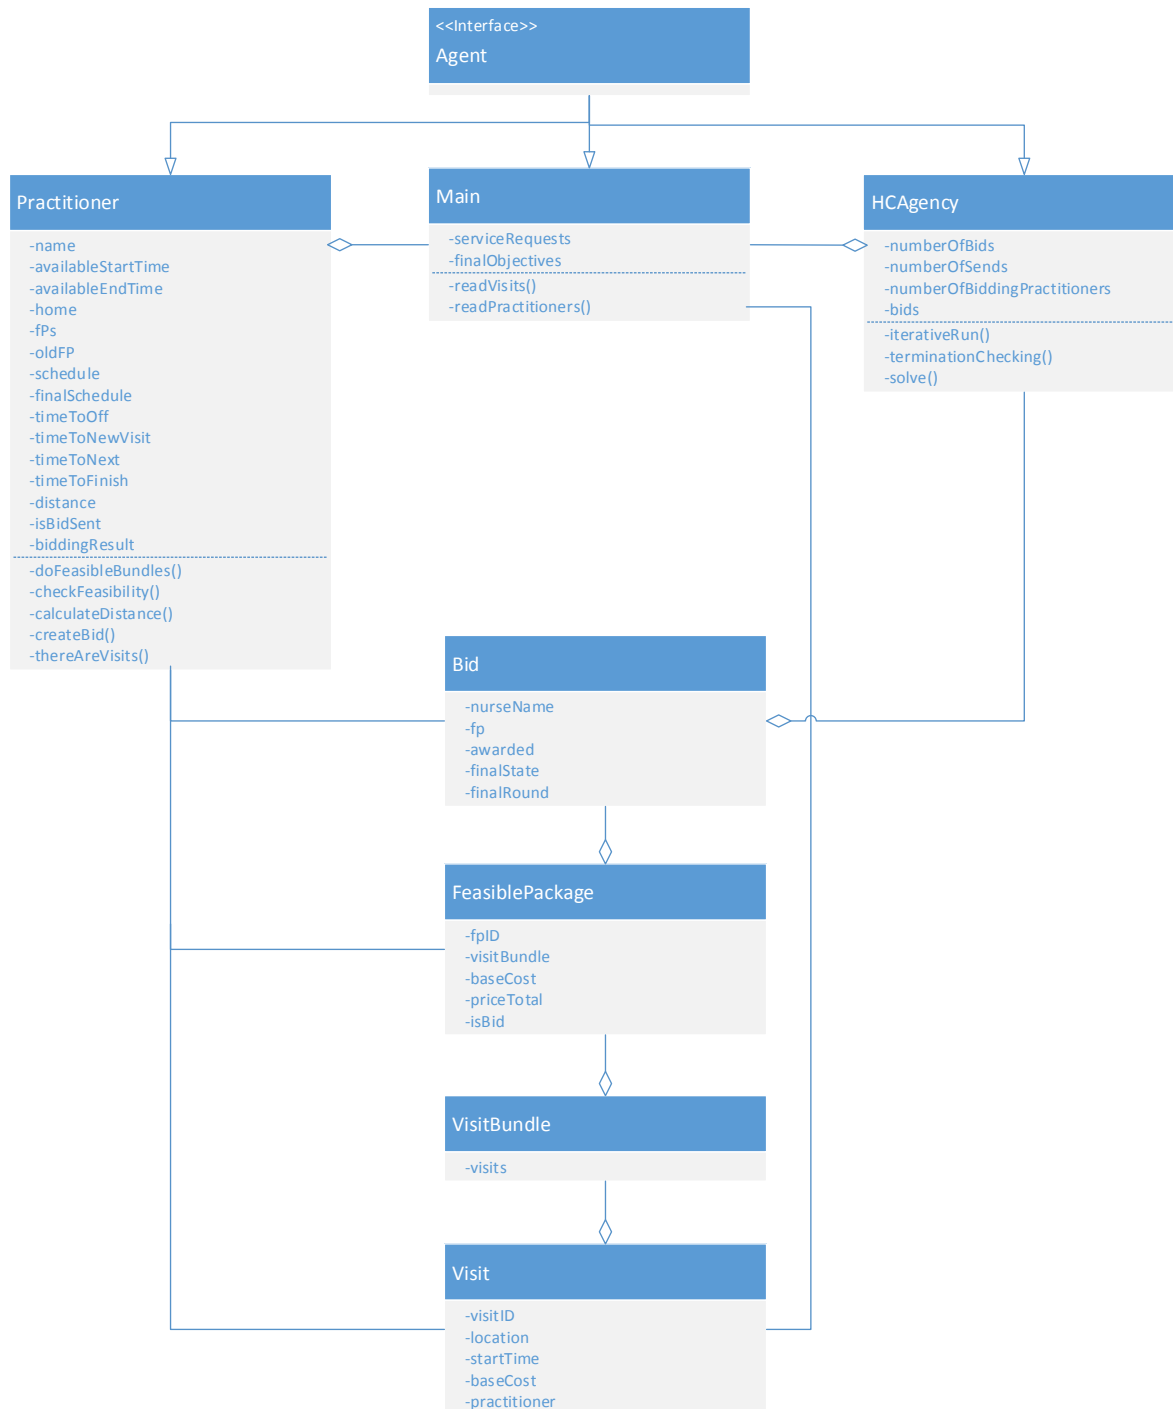 <<Interface>>
Agent
Practitioner
-name
-availableStartTime
-availableEndTime
-home
-fPs
-oldFP
-schedule
-finalSchedule
-timeToOff
-timeToNewVisit
-timeToNext
-timeToFinish
-distance
-isBidSent
-biddingResult
-doFeasibleBundles()
-checkFeasibility()
-calculateDistance()
-createBid()
-thereAreVisits()
Main
-serviceRequests
-finalObjectives
-readVisits()
-readPractitioners()
HCAgency
-numberOfBids
-numberOfSends
-numberOfBiddingPractitioners
-bids
-iterativeRun()
-terminationChecking()
-solve()
Bid
-nurseName
-fp
-awarded
-finalState
-finalRound
FeasiblePackage
-fpID
-visitBundle
-baseCost
-priceTotal
-isBid
VisitBundle
-visits
Visit
-visitID
-location
-startTime
-baseCost
-practitioner